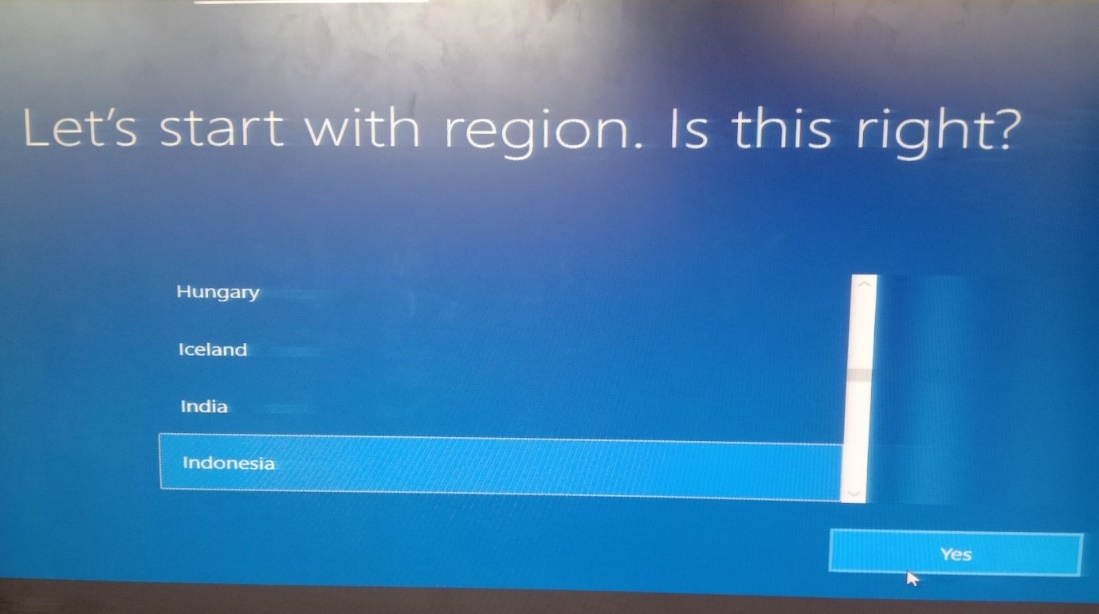 Let's start with region. Is this right?
Hungary
Iceland
India
Indonesia
Yes